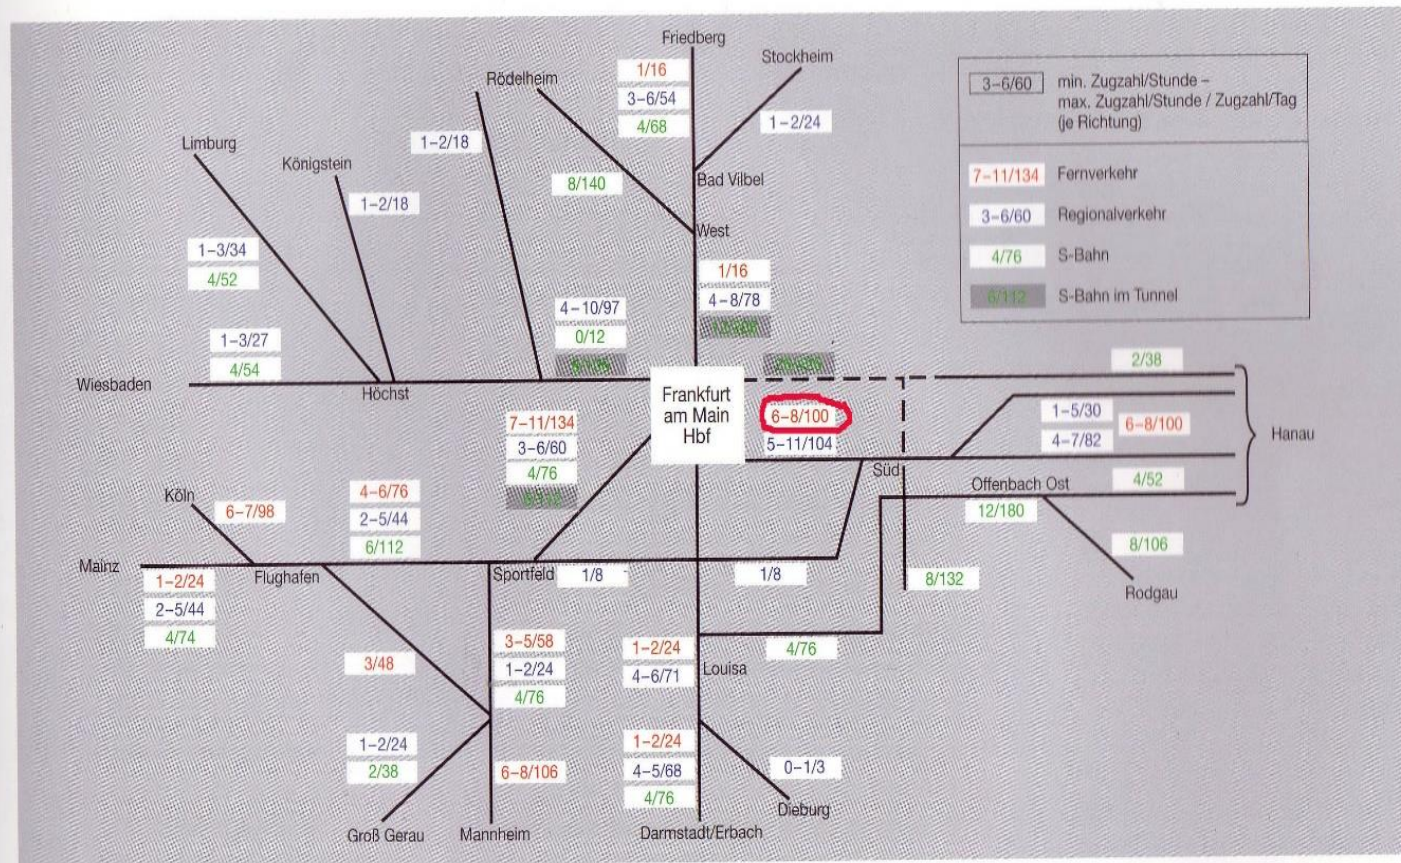 Friedberg
Stockheim
Rödelheim
1/16
3–6/54
4/68
1–2/24
3–6/60
min. Zugzahl/Stunde –
max. Zugzahl/Stunde / Zugzahl/Tag
(je Richtung)
7–11/134 Fernverkehr
3–6/60 Regionalverkehr
4/76 S-Bahn
6/112 S-Bahn im Tunnel
Limburg
Königstein
1–2/18
8/140
Bad Vilbel
1–2/18
West
1–3/34
4/52
1/16
4–8/78
4–10/97
0/12
1–3/27
4/54
Wiesbaden
Höchst
2/38
Frankfurt
am Main
Hbf
6–8/100
5–11/104
1–5/30
4–7/82
6–8/100
Hanau
7–11/134
3–6/60
4/76
6/112
Süd
Köln
6–7/98
4–6/76
2–5/44
6/112
Offenbach Ost
4/52
12/180
8/106
Rodgau
Mainz
Flughafen
Sportfeld
1/8
1/8
8/132
1–2/24
2–5/44
4/74
3–5/58
1–2/24
4/76
1–2/24
4–6/71
Louisa
4/76
3/48
1–2/24
2/38
6–8/106
1–2/24
4–5/68
4/76
0–1/3
Dieburg
Groß Gerau
Mannheim
Darmstadt/Erbach